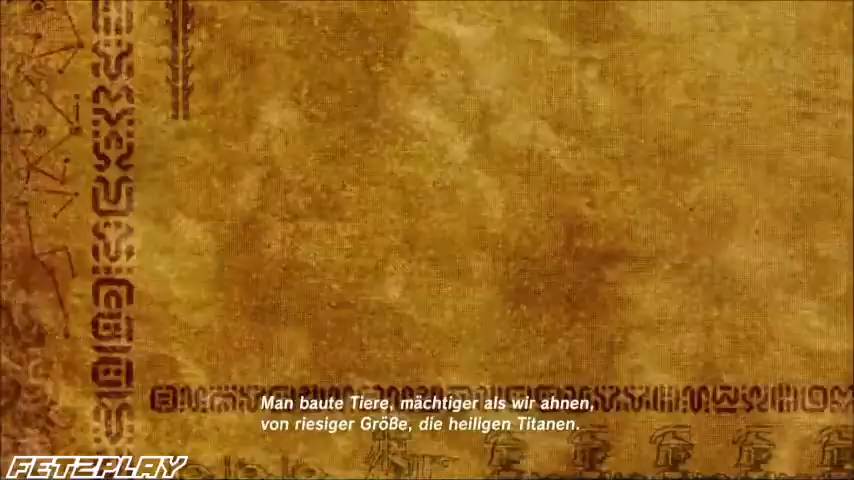 Man baute Tiere, mächtiger als wir ahnen,
von riesiger Größe, die heiligen Titanen.
FETZPLAY